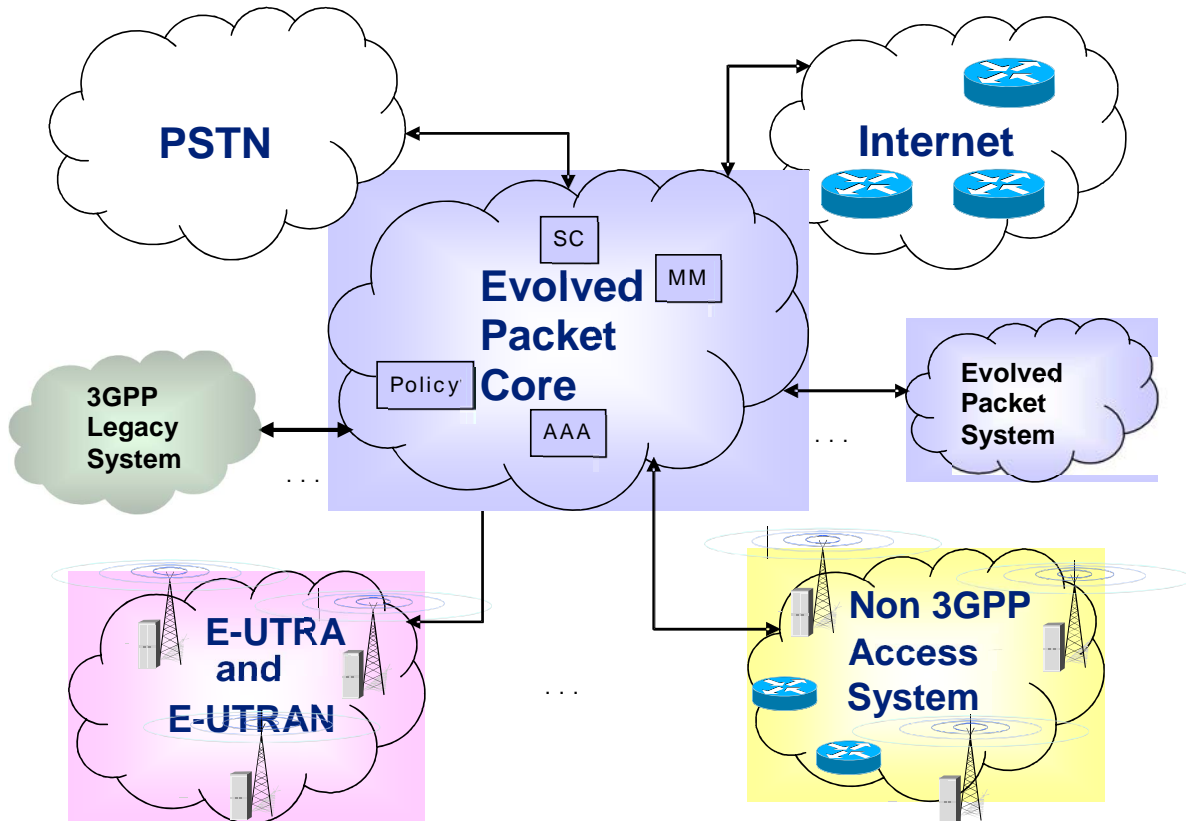 PSTN
Internet
SC
MM
Evolved
Packet
Core
Policy
AAA
3GPP
Legacy
System
Evolved
Packet
System
. . .
. . .
E-UTRA
and
E-UTRAN
. . .
Non 3GPP
Access
System